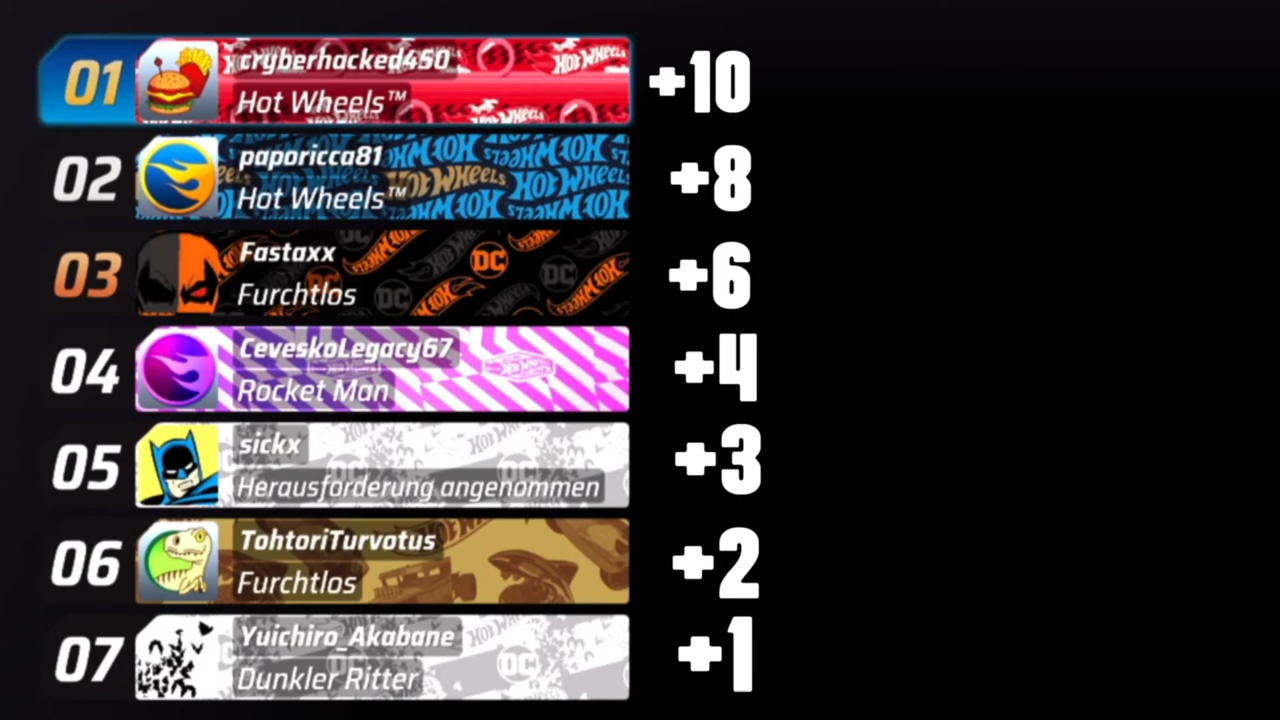 01 cryberhacked450 +10
Hot Wheels™
02 paporicca81 +8
Hot Wheels™
03 Fastaxx +6
Furchtlos
04 CeveskoLegacy67 +4
Rocket Man
05 sickx +3
Herausforderung angenommen
06 TohtoriTurvotus +2
Furchtlos
07 Yuichiro_Akabane +1
Dunkler Ritter